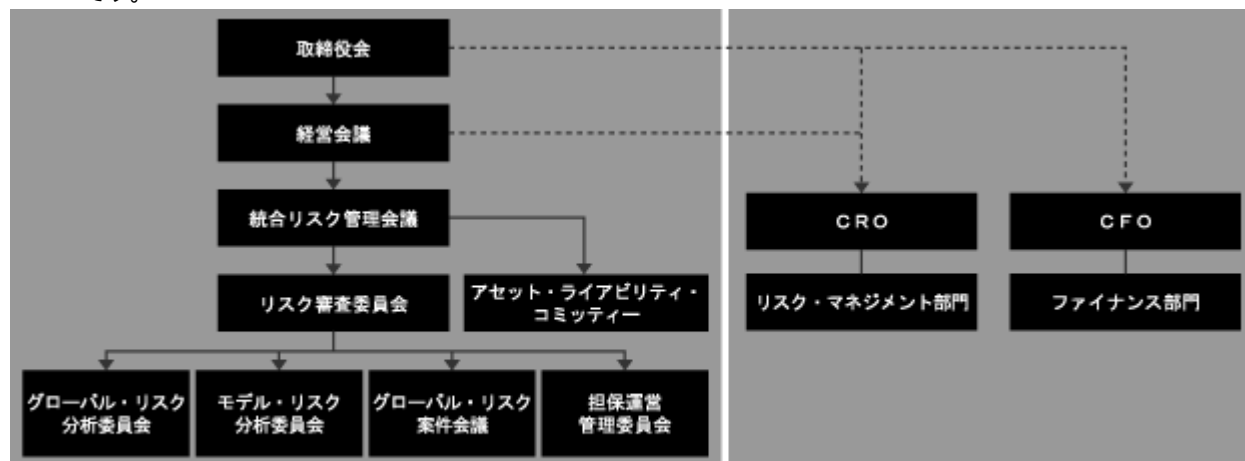 です。
取締役会
経営会議
統合リスク管理会議
CRO
CFO
リスク審査委員会
アセット・ライアビリティ・
コミッティー
リスク・マネジメント部門
ファイナンス部門
グローバル・リスク
分析委員会
モデル・リスク
分析委員会
グローバル・リスク
案件会議
担保運営
管理委員会